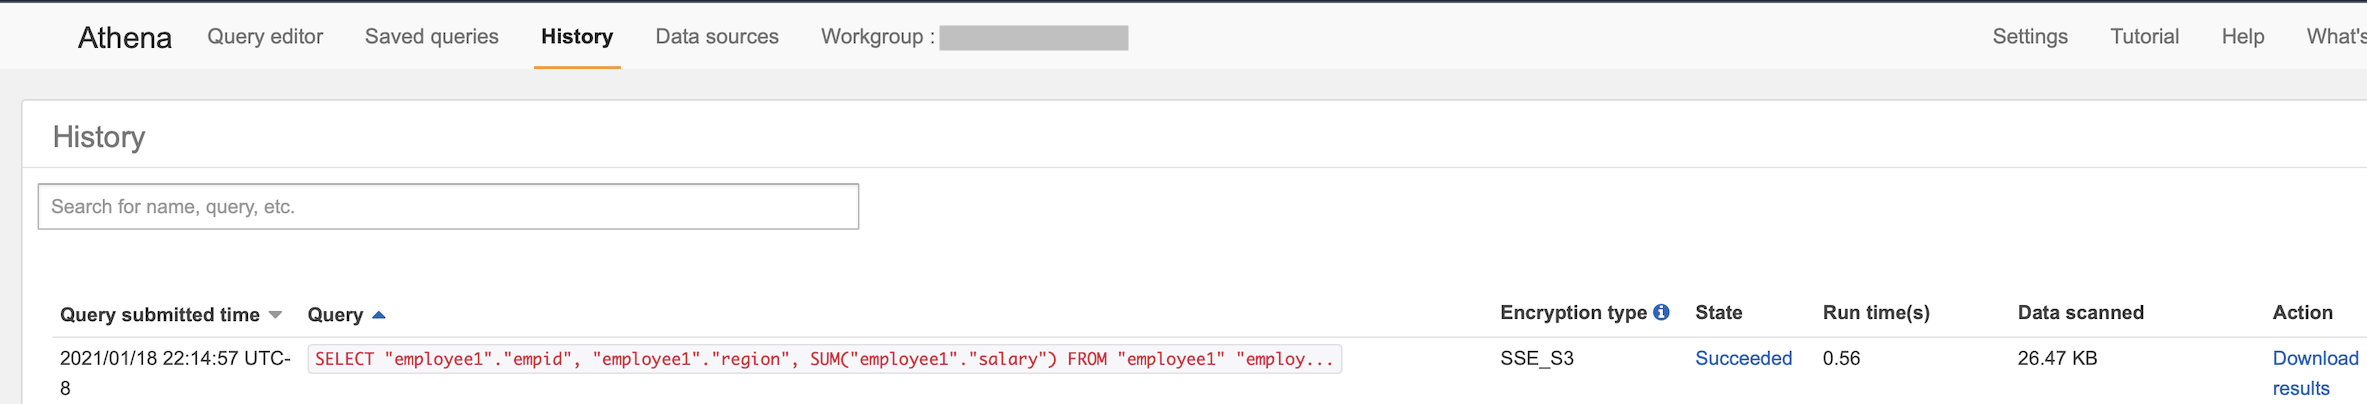 Athena Query editor Saved queries History Data sources Workgroup : Settings Tutorial Help What's
History
Search for name, query, etc.
Query submitted time Query Encryption type State Run time(s) Data scanned Action
2021/01/18 22:14:57 UTC- SELECT "employee1"."empid", "employee1"."region", SUM("employee1"."salary") FROM "employee1" "employ... SSE_S3 Succeeded 0.56 26.47 KB Download
8 results